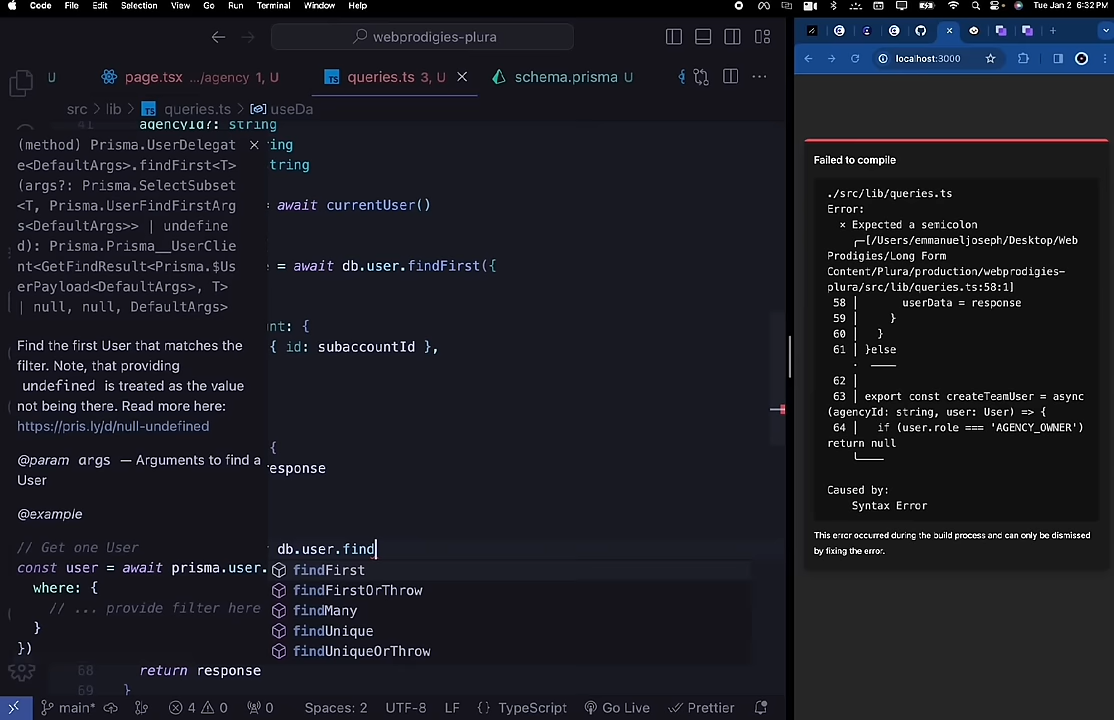 Code File Edit Selection View Go Run Terminal Window Help
Tue Jan 2 6:32 PM
webprodigies-plura
U page.tsx .../agency 1, U queries.ts 3, U schema.prisma U
src > lib > TS queries.ts > useDa
41 agencyId?: string
(method) Prisma.UserDelegat
ring
e<DefaultArgs>.findFirst<T>
tring
(args?: Prisma.SelectSubset
<T, Prisma.UserFindFirstArg
= await currentUser()
s<DefaultArgs>> | undefine
d): Prisma.Prisma__UserClie
nt<GetFindResult<Prisma.$Us
= await db.user.findFirst({
erPayload<DefaultArgs>, T>
| null, null, DefaultArgs>
nt: {
Find the first User that matches the
{ id: subaccountId },
filter. Note, that providing
undefined is treated as the value
not being there. Read more here:
https://pris.ly/d/null-undefined
{
@param args — Arguments to find a
response
User
@example
// Get one User
db.user.find
const user = await prisma.user.
findFirst
where: {
findFirstOrThrow
// ... provide filter here
findMany
}
findUnique
})
findUniqueOrThrow
68 return response
69 }
main* 4 0 0 Spaces: 2 UTF-8 LF {} TypeScript Go Live Prettier
localhost:3000
Failed to compile
./src/lib/queries.ts
Error:
× Expected a semicolon
╭─[/Users/emmanueljoseph/Desktop/Web
Prodigies/Long Form
Content/Plura/production/webprodigies-
plura/src/lib/queries.ts:58:1]
58 │ userData = response
59 │ }
60 │ }
61 │ }else
· ────
62 │
63 │ export const createTeamUser = async
(agencyId: string, user: User) => {
64 │ if (user.role === 'AGENCY_OWNER')
return null
╰────
Caused by:
Syntax Error
This error occurred during the build process and can only be dismissed
by fixing the error.